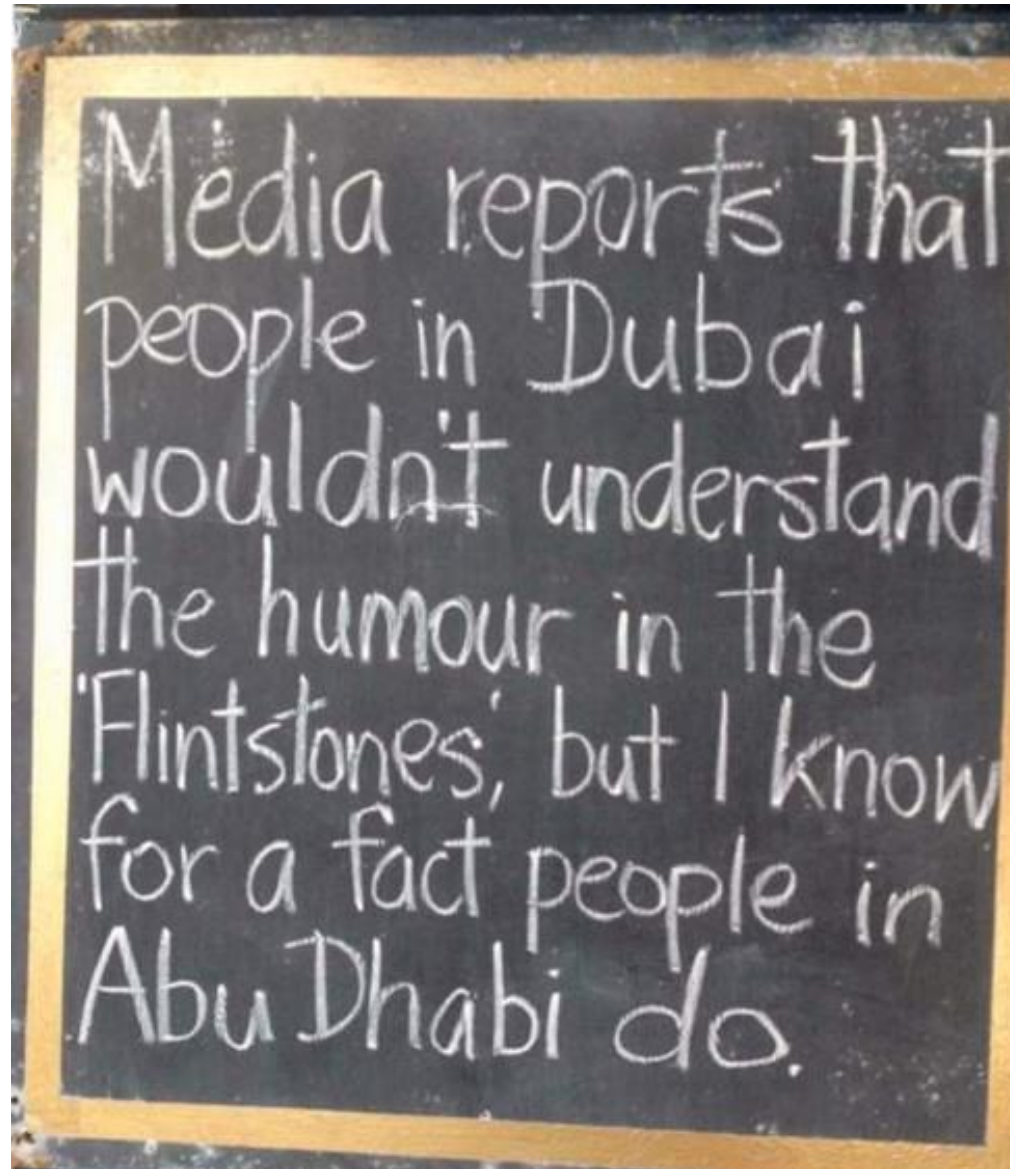 Media reports that
people in Dubai
wouldn't understand
the humour in the
'Flintstones,' but I know
for a fact people in
Abu Dhabi do.